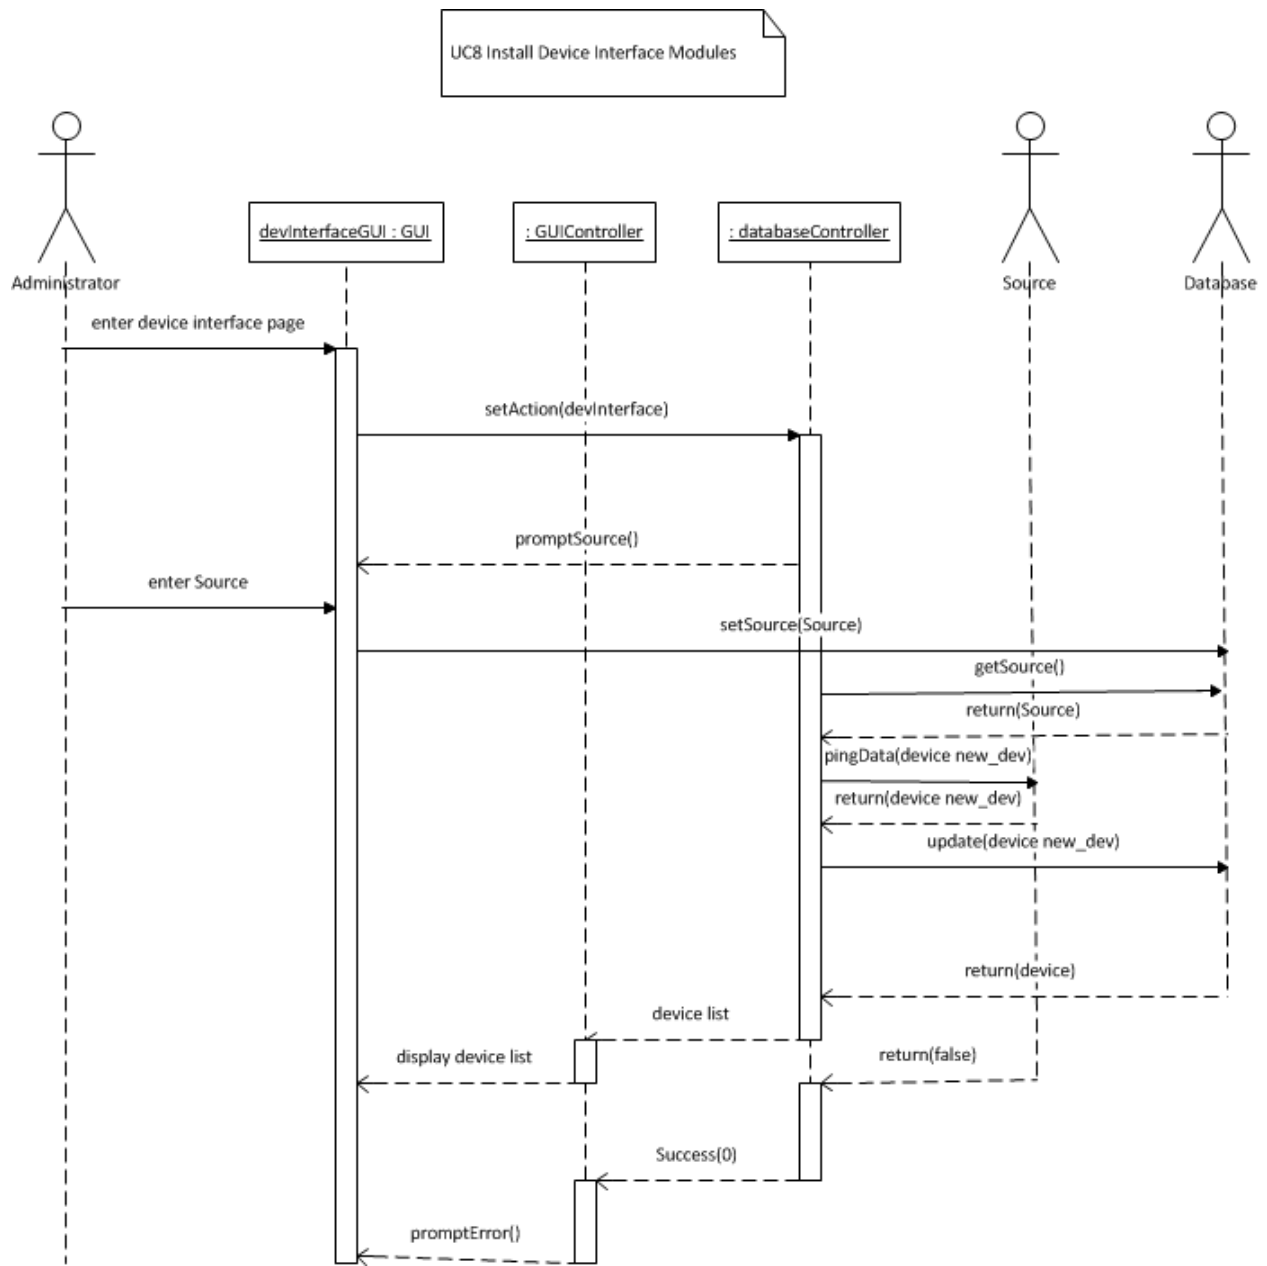 UC8 Install Device Interface Modules
devInterfaceGUI : GUI
: GUIController
: databaseController
Administrator
Source
Database
enter device interface page
setAction(devInterface)
promptSource()
enter Source
setSource(Source)
getSource()
return(Source)
pingData(device new_dev)
return(device new_dev)
update(device new_dev)
return(device)
device list
display device list
return(false)
Success(0)
promptError()